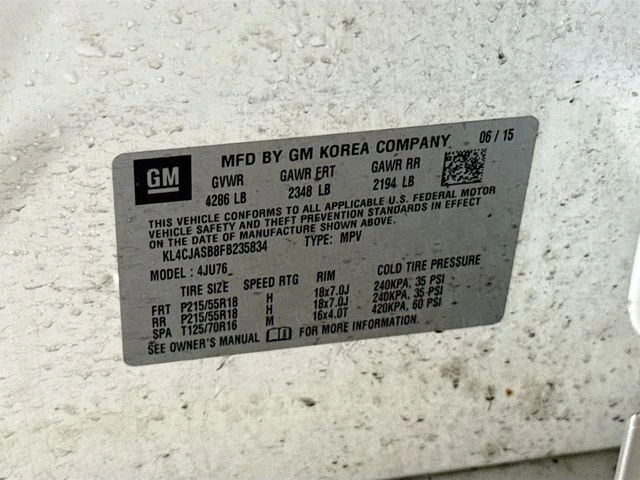 GM
MFD BY GM KOREA COMPANY 06 / 15
GVWR GAWR FRT GAWR RR
4286 LB 2348 LB 2194 LB
THIS VEHICLE CONFORMS TO ALL APPLICABLE U.S. FEDERAL MOTOR
VEHICLE SAFETY, BUMPER, AND THEFT PREVENTION STANDARDS IN EFFECT
ON THE DATE OF MANUFACTURE SHOWN ABOVE.
KL4CJASB8FB235834 TYPE: MPV
MODEL : 4JU76_
TIRE SIZE SPEED RTG RIM COLD TIRE PRESSURE
FRT P215/55R18 H 18x7.0J 240KPA, 35 PSI
RR P215/55R18 H 18x7.0J 240KPA, 35 PSI
SPA T125/70R16 M 16x4.0T 420KPA, 60 PSI
SEE OWNER'S MANUAL FOR MORE INFORMATION